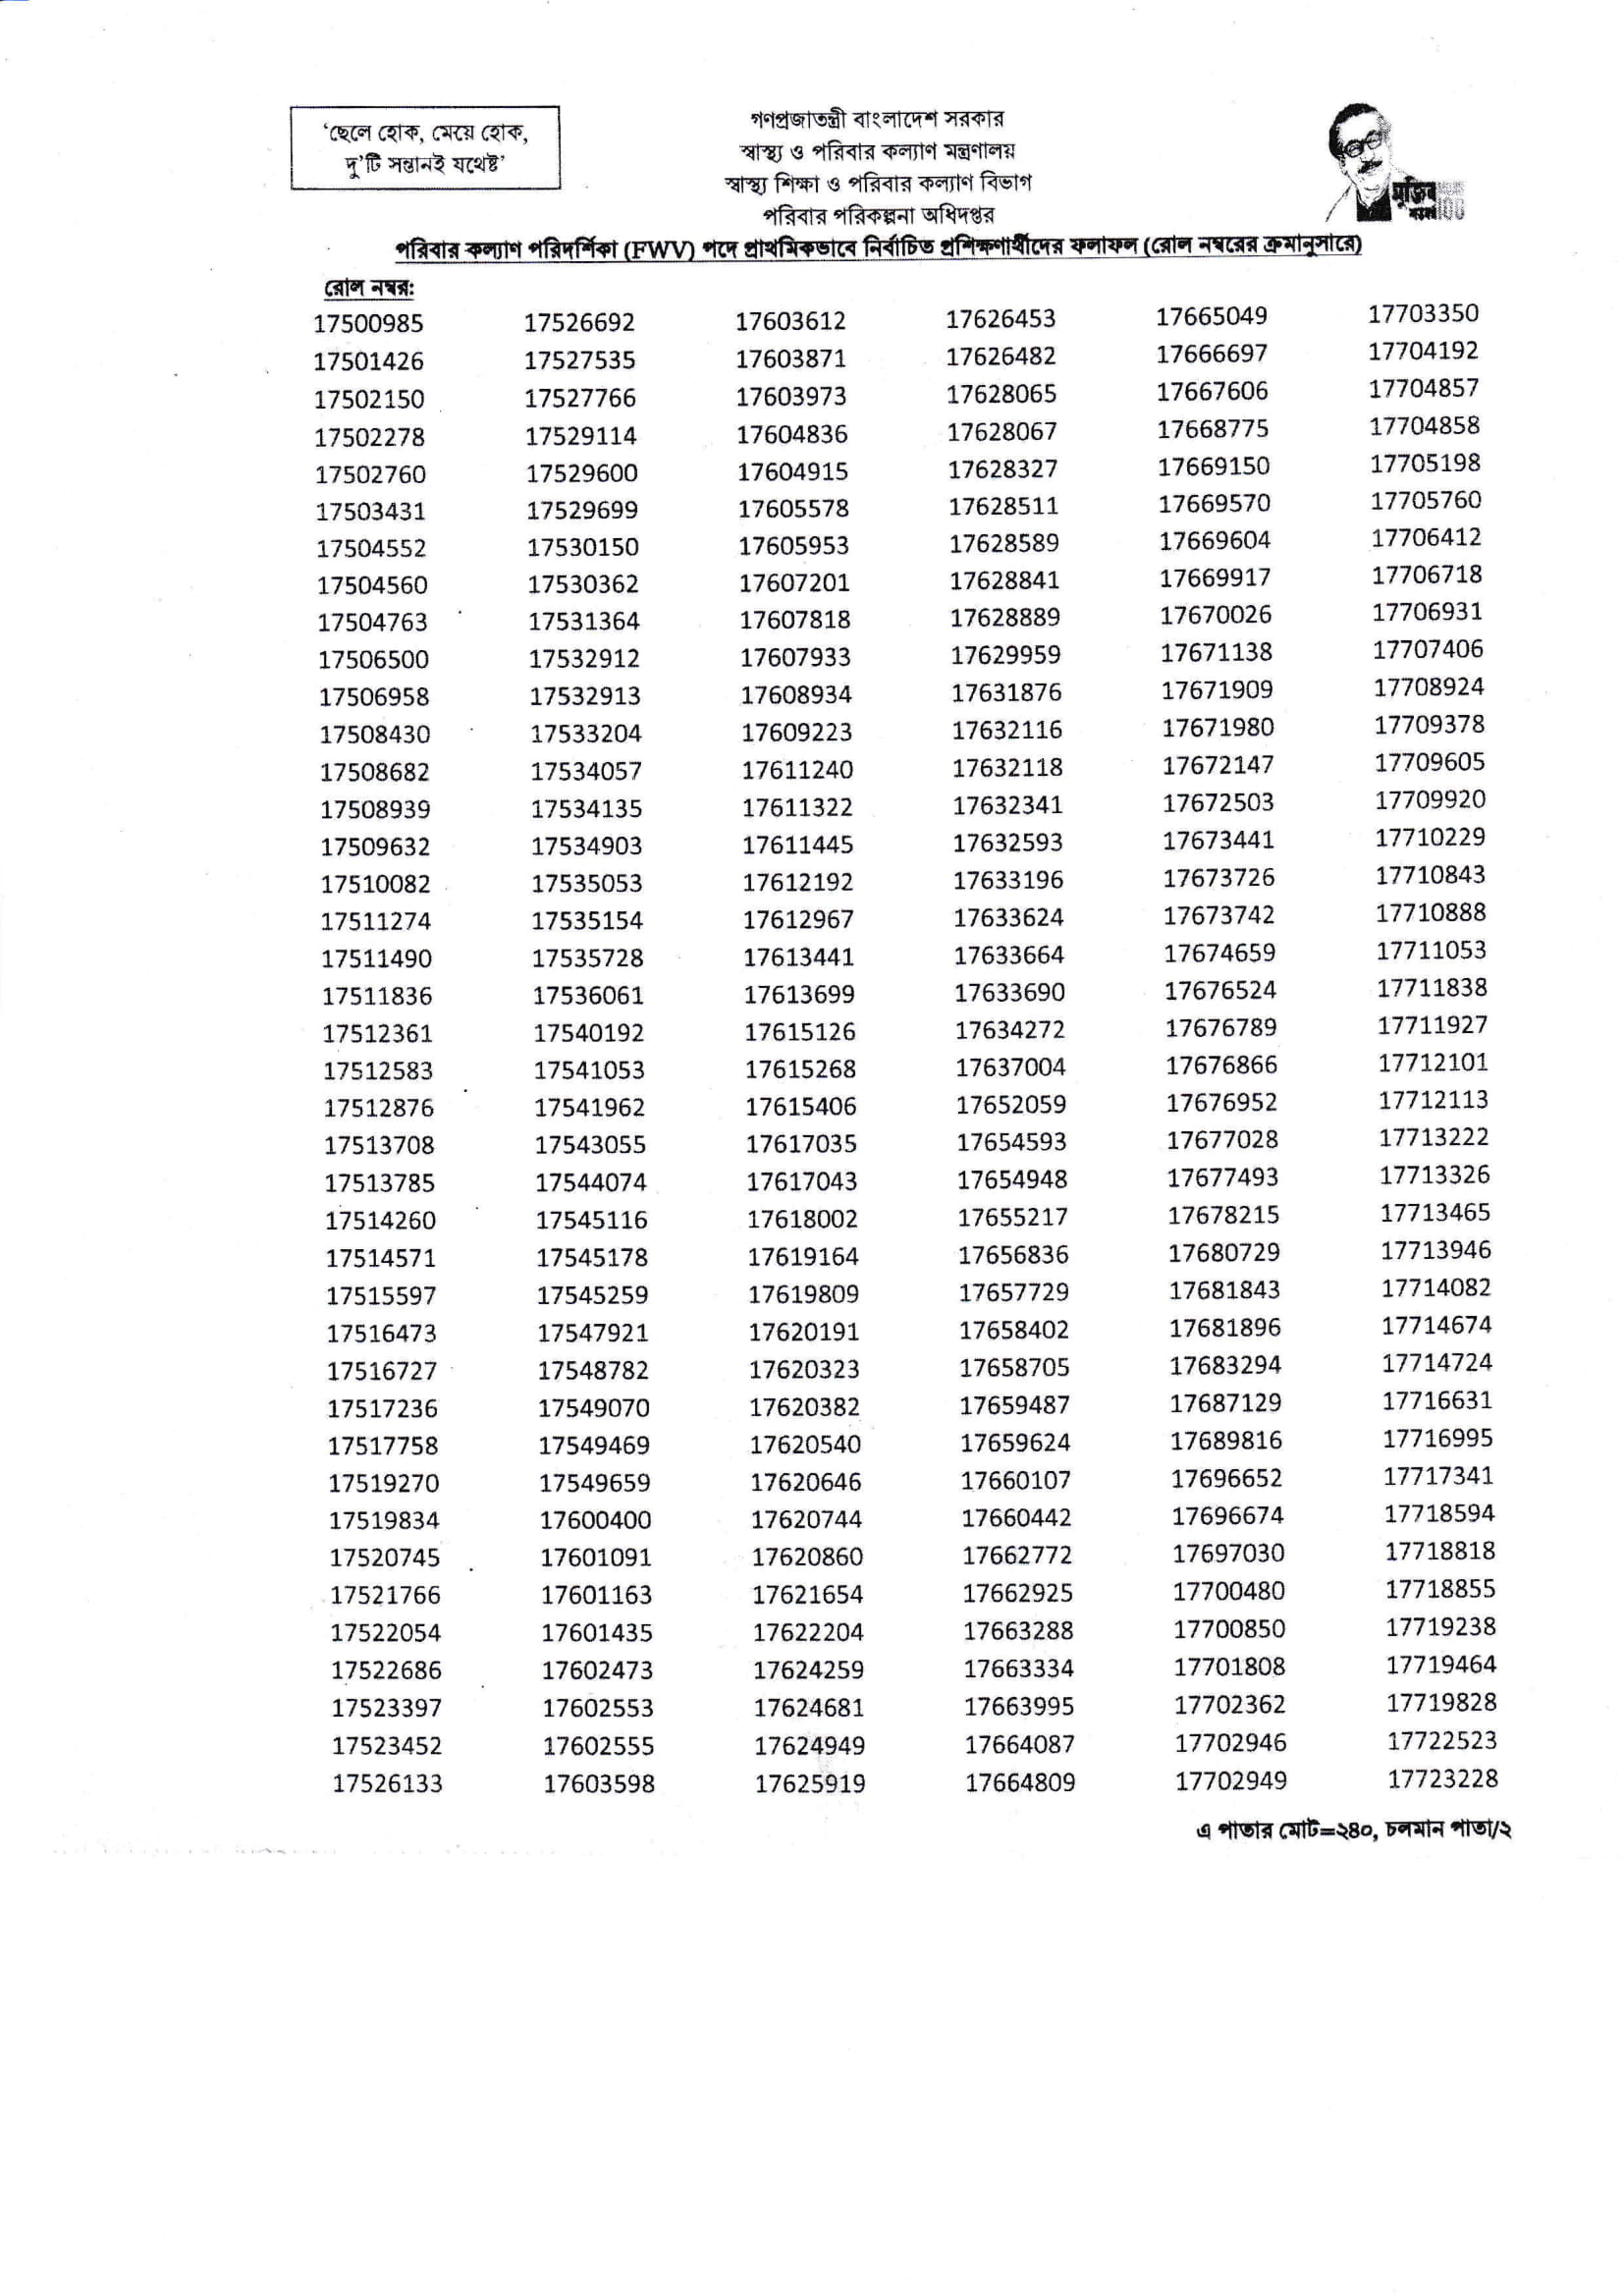 ‘ছেলে হোক, মেয়ে হোক,
দু’টি সন্তানই যথেষ্ট’
গণপ্রজাতন্ত্রী বাংলাদেশ সরকার
স্বাস্থ্য ও পরিবার কল্যাণ মন্ত্রণালয়
স্বাস্থ্য শিক্ষা ও পরিবার কল্যাণ বিভাগ
পরিবার পরিকল্পনা অধিদপ্তর
মুজিব
100
পরিবার কল্যাণ পরিদর্শিকা (FWV) পদে প্রাথমিকভাবে নির্বাচিত প্রশিক্ষণার্থীদের ফলাফল (রোল নম্বরের ক্রমানুসারে)
রোল নম্বর:
17500985 17526692 17603612 17626453 17665049 17703350
17501426 17527535 17603871 17626482 17666697 17704192
17502150 17527766 17603973 17628065 17667606 17704857
17502278 17529114 17604836 17628067 17668775 17704858
17502760 17529600 17604915 17628327 17669150 17705198
17503431 17529699 17605578 17628511 17669570 17705760
17504552 17530150 17605953 17628589 17669604 17706412
17504560 17530362 17607201 17628841 17669917 17706718
17504763 17531364 17607818 17628889 17670026 17706931
17506500 17532912 17607933 17629959 17671138 17707406
17506958 17532913 17608934 17631876 17671909 17708924
17508430 17533204 17609223 17632116 17671980 17709378
17508682 17534057 17611240 17632118 17672147 17709605
17508939 17534135 17611322 17632341 17672503 17709920
17509632 17534903 17611445 17632593 17673441 17710229
17510082 17535053 17612192 17633196 17673726 17710843
17511274 17535154 17612967 17633624 17673742 17710888
17511490 17535728 17613441 17633664 17674659 17711053
17511836 17536061 17613699 17633690 17676524 17711838
17512361 17540192 17615126 17634272 17676789 17711927
17512583 17541053 17615268 17637004 17676866 17712101
17512876 17541962 17615406 17652059 17676952 17712113
17513708 17543055 17617035 17654593 17677028 17713222
17513785 17544074 17617043 17654948 17677493 17713326
17514260 17545116 17618002 17655217 17678215 17713465
17514571 17545178 17619164 17656836 17680729 17713946
17515597 17545259 17619809 17657729 17681843 17714082
17516473 17547921 17620191 17658402 17681896 17714674
17516727 17548782 17620323 17658705 17683294 17714724
17517236 17549070 17620382 17659487 17687129 17716631
17517758 17549469 17620540 17659624 17689816 17716995
17519270 17549659 17620646 17660107 17696652 17717341
17519834 17600400 17620744 17660442 17696674 17718594
17520745 17601091 17620860 17662772 17697030 17718818
17521766 17601163 17621654 17662925 17700480 17718855
17522054 17601435 17622204 17663288 17700850 17719238
17522686 17602473 17624259 17663334 17701808 17719464
17523397 17602553 17624681 17663995 17702362 17719828
17523452 17602555 17624949 17664087 17702946 17722523
17526133 17603598 17625919 17664809 17702949 17723228
এ পাতার মোট=২৪০, চলমান পাতা/২